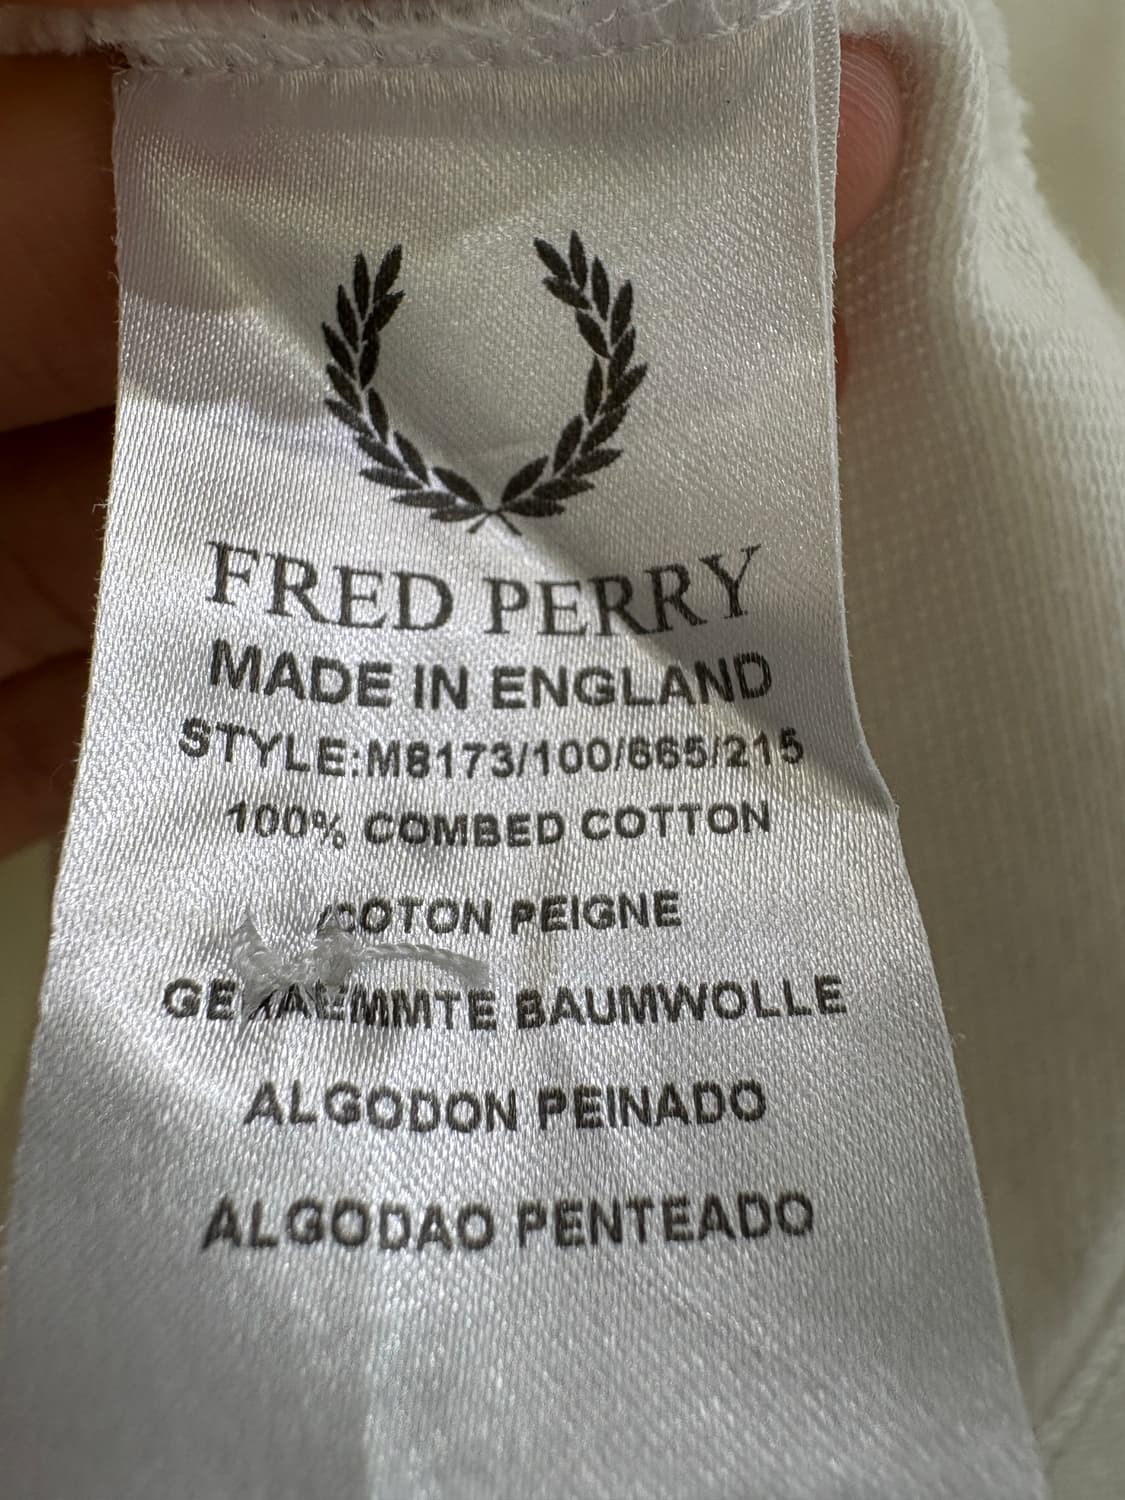 FRED PERRY
MADE IN ENGLAND
STYLE:M8173/100/665/215
100% COMBED COTTON
COTON PEIGNE
BAUMWOLLE
ALGODON PEINADO
ALGODAO PENTEADO